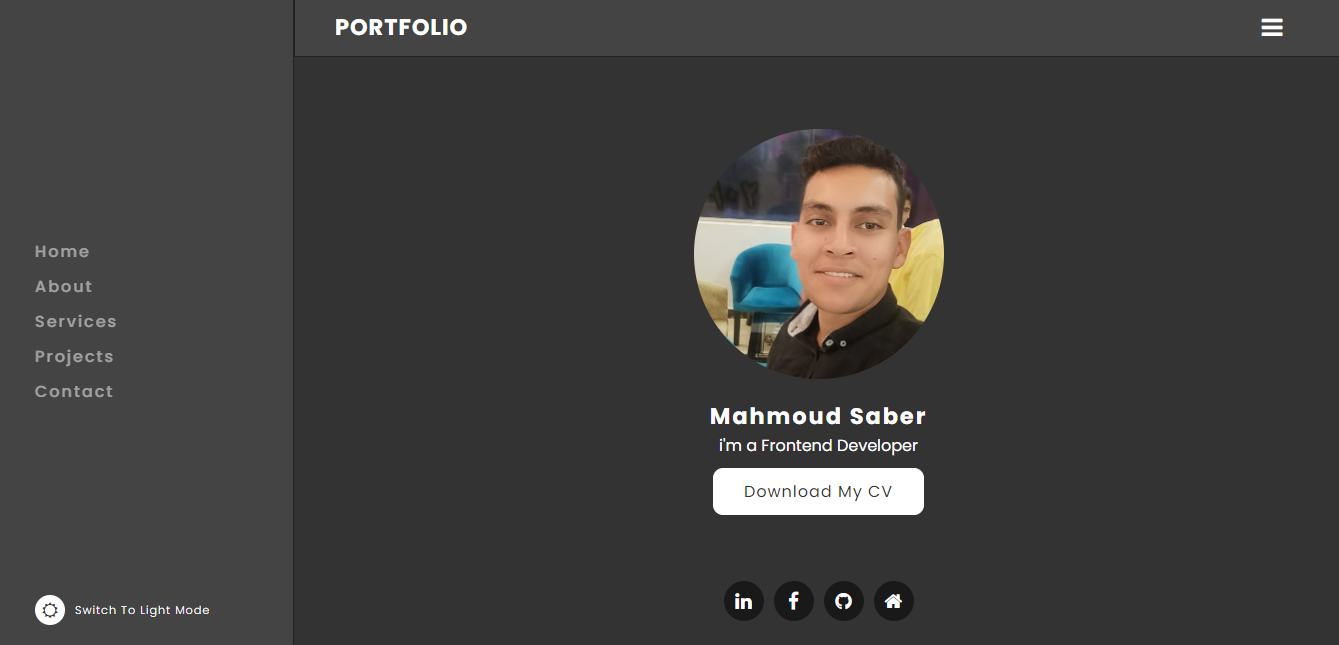 PORTFOLIO
Home
About
Services
Projects
Contact
Mahmoud Saber
i'm a Frontend Developer
Download My CV
Switch To Light Mode
in
f